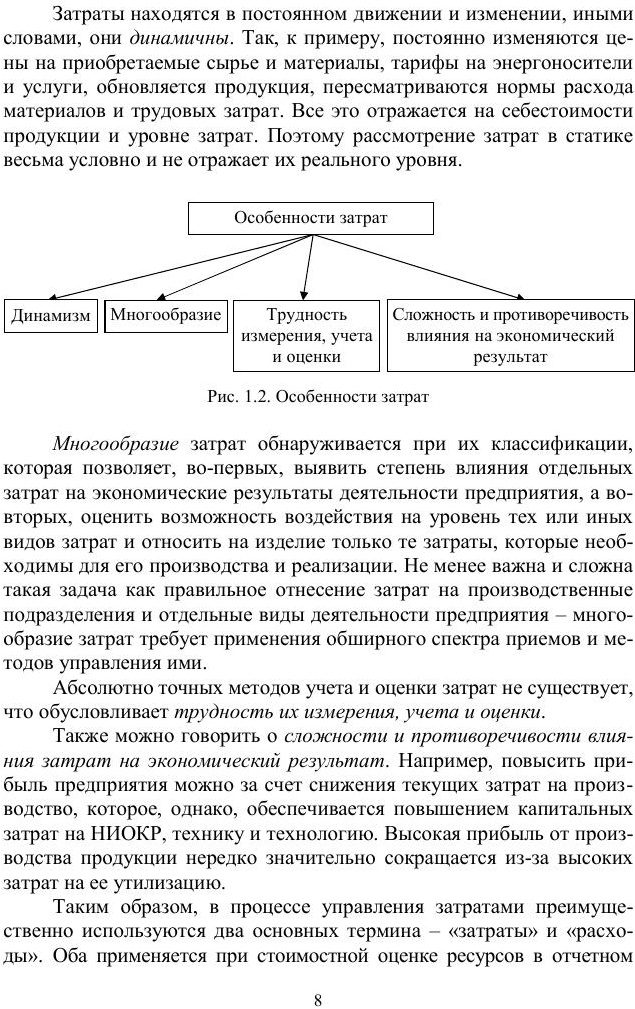 Затраты находятся в постоянном движении и изменении, иными
словами, они динамичны. Так, к примеру, постоянно изменяются це-
ны на приобретаемые сырье и материалы, тарифы на энергоносители
и услуги, обновляется продукция, пересматриваются нормы расхода
материалов и трудовых затрат. Все это отражается на себестоимости
продукции и уровне затрат. Поэтому рассмотрение затрат в статике
весьма условно и не отражает их реального уровня.
Особенности затрат
Динамизм
Многообразие
Трудность
измерения, учета
и оценки
Сложность и противоречивость
влияния на экономический
результат
Рис. 1.2. Особенности затрат
Многообразие затрат обнаруживается при их классификации,
которая позволяет, во-первых, выявить степень влияния отдельных
затрат на экономические результаты деятельности предприятия, а во-
вторых, оценить возможность воздействия на уровень тех или иных
видов затрат и относить на изделие только те затраты, которые необ-
ходимы для его производства и реализации. Не менее важна и сложна
такая задача как правильное отнесение затрат на производственные
подразделения и отдельные виды деятельности предприятия – много-
образие затрат требует применения обширного спектра приемов и ме-
тодов управления ими.
Абсолютно точных методов учета и оценки затрат не существует,
что обусловливает трудность их измерения, учета и оценки.
Также можно говорить о сложности и противоречивости влия-
ния затрат на экономический результат. Например, повысить при-
быль предприятия можно за счет снижения текущих затрат на произ-
водство, которое, однако, обеспечивается повышением капитальных
затрат на НИОКР, технику и технологию. Высокая прибыль от произ-
водства продукции нередко значительно сокращается из-за высоких
затрат на ее утилизацию.
Таким образом, в процессе управления затратами преимуще-
ственно используются два основных термина – «затраты» и «расхо-
ды». Оба применяется при стоимостной оценке ресурсов в отчетном
8